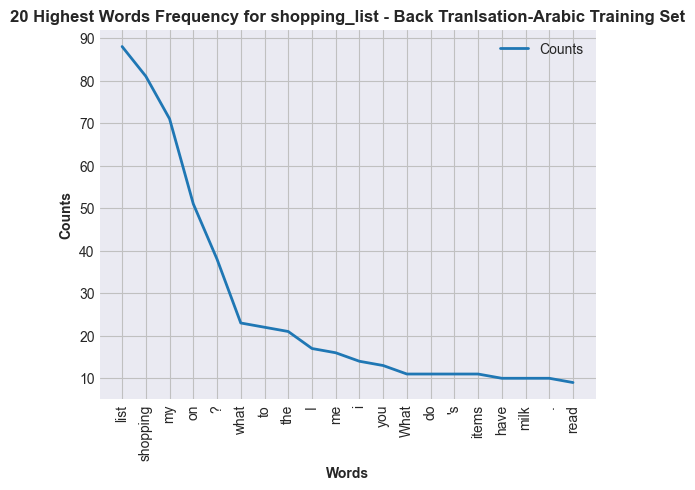 20 Highest Words Frequency for shopping_list - Back Tranlsation-Arabic Training Set
Counts
90
80
70
60
50
40
30
20
10
Counts
list
shopping
my
on
?
what
to
the
I
me
i
you
What
do
's
items
have
milk
.
read
Words